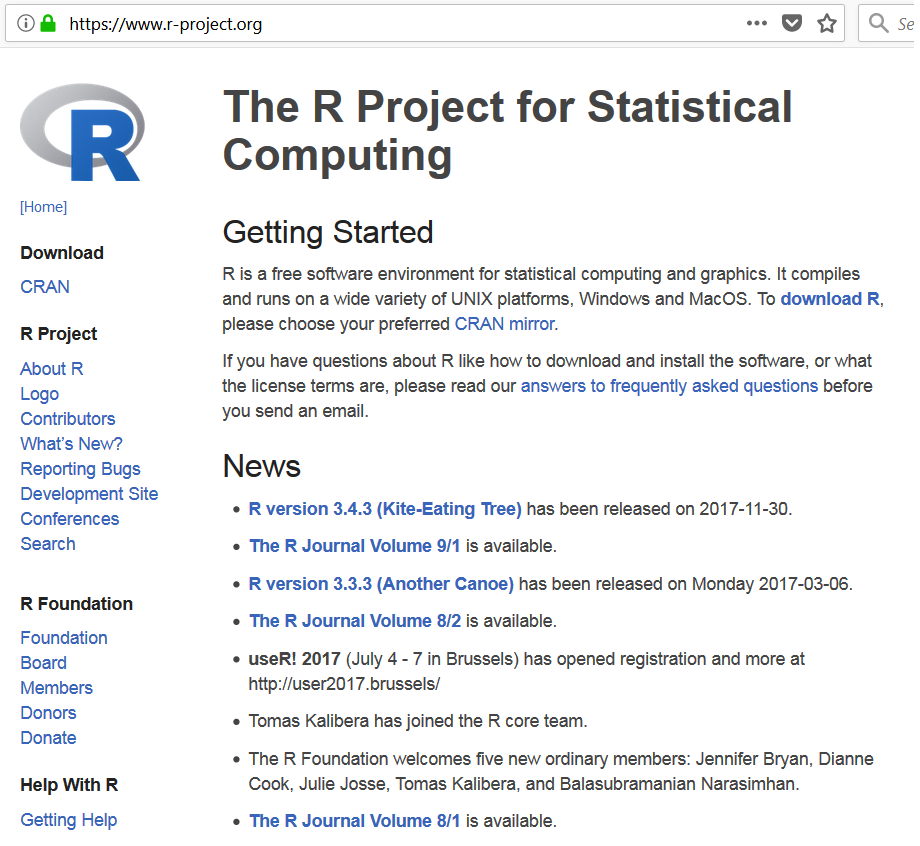 https://www.r-project.org
Se
R
[Home]
Download
CRAN
R Project
About R
Logo
Contributors
What's New?
Reporting Bugs
Development Site
Conferences
Search
R Foundation
Foundation
Board
Members
Donors
Donate
Help With R
Getting Help
The R Project for Statistical
Computing
Getting Started
R is a free software environment for statistical computing and graphics. It compiles
and runs on a wide variety of UNIX platforms, Windows and MacOS. To download R,
please choose your preferred CRAN mirror.
If you have questions about R like how to download and install the software, or what
the license terms are, please read our answers to frequently asked questions before
you send an email.
News
• R version 3.4.3 (Kite-Eating Tree) has been released on 2017-11-30.
• The R Journal Volume 9/1 is available.
• R version 3.3.3 (Another Canoe) has been released on Monday 2017-03-06.
• The R Journal Volume 8/2 is available.
• useR! 2017 (July 4 - 7 in Brussels) has opened registration and more at
http://user2017.brussels/
• Tomas Kalibera has joined the R core team.
• The R Foundation welcomes five new ordinary members: Jennifer Bryan, Dianne
Cook, Julie Josse, Tomas Kalibera, and Balasubramanian Narasimhan.
• The R Journal Volume 8/1 is available.